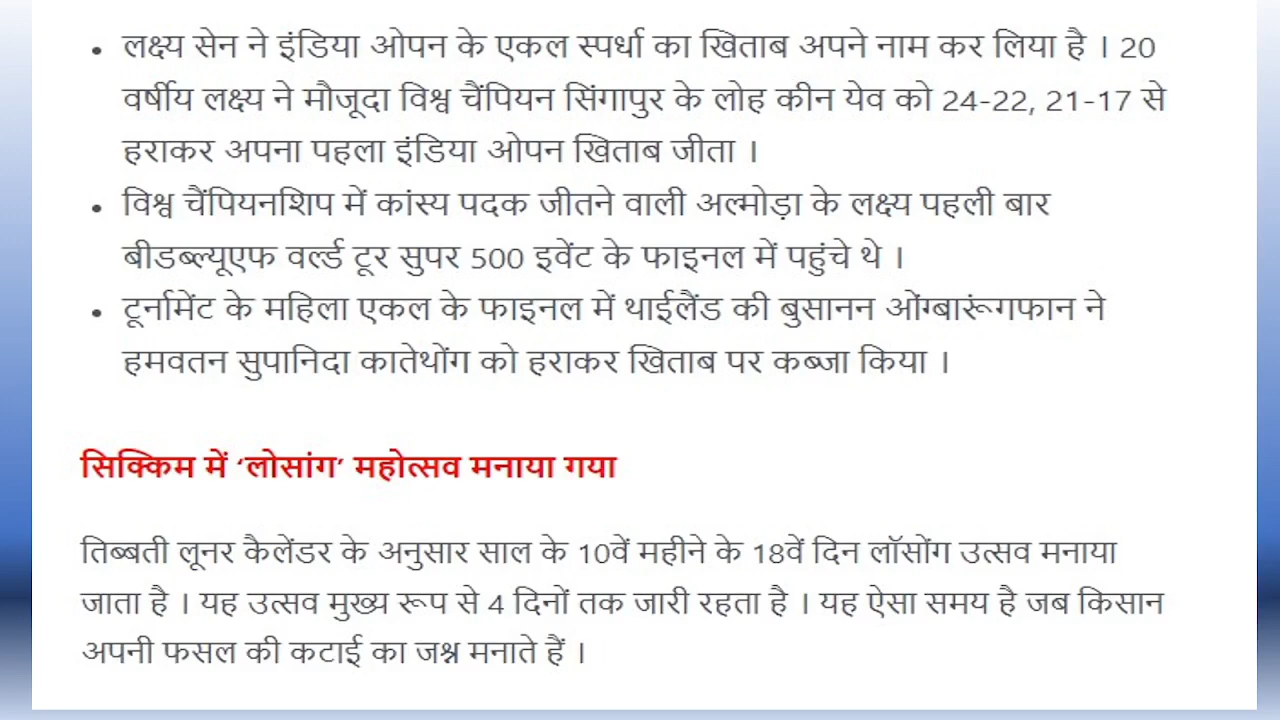 • लक्ष्य सेन ने इंडिया ओपन के एकल स्पर्धा का खिताब अपने नाम कर लिया है । 20
वर्षीय लक्ष्य ने मौजूदा विश्व चैंपियन सिंगापुर के लोह कीन येव को 24-22, 21-17 से
हराकर अपना पहला इंडिया ओपन खिताब जीता ।
• विश्व चैंपियनशिप में कांस्य पदक जीतने वाली अल्मोड़ा के लक्ष्य पहली बार
बीडब्ल्यूएफ वर्ल्ड टूर सुपर 500 इवेंट के फाइनल में पहुंचे थे ।
• टूर्नामेंट के महिला एकल के फाइनल में थाईलैंड की बुसानन ओंग्बारूंगफान ने
हमवतन सुपानिदा कातेथोंग को हराकर खिताब पर कब्जा किया ।
सिक्किम में ‘लोसांग’ महोत्सव मनाया गया
तिब्बती लूनर कैलेंडर के अनुसार साल के 10वें महीने के 18वें दिन लॉसोंग उत्सव मनाया
जाता है । यह उत्सव मुख्य रूप से 4 दिनों तक जारी रहता है । यह ऐसा समय है जब किसान
अपनी फसल की कटाई का जश्न मनाते हैं ।